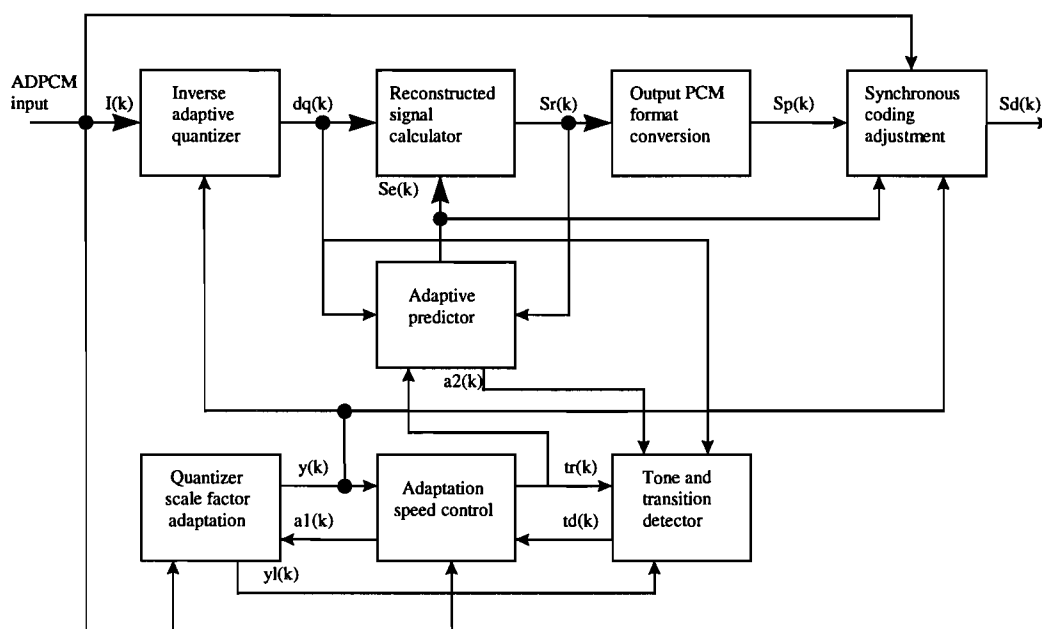 ADPCM
input
I(k)
Inverse
adaptive
quantizer
dq(k)
Reconstructed
signal
calculator
Sr(k)
Output PCM
format
conversion
Sp(k)
Synchronous
coding
adjustment
Sd(k)
Se(k)
Adaptive
predictor
a2(k)
Quantizer
scale factor
adaptation
y(k)
a1(k)
Adaptation
speed control
tr(k)
td(k)
Tone and
transition
detector
yl(k)